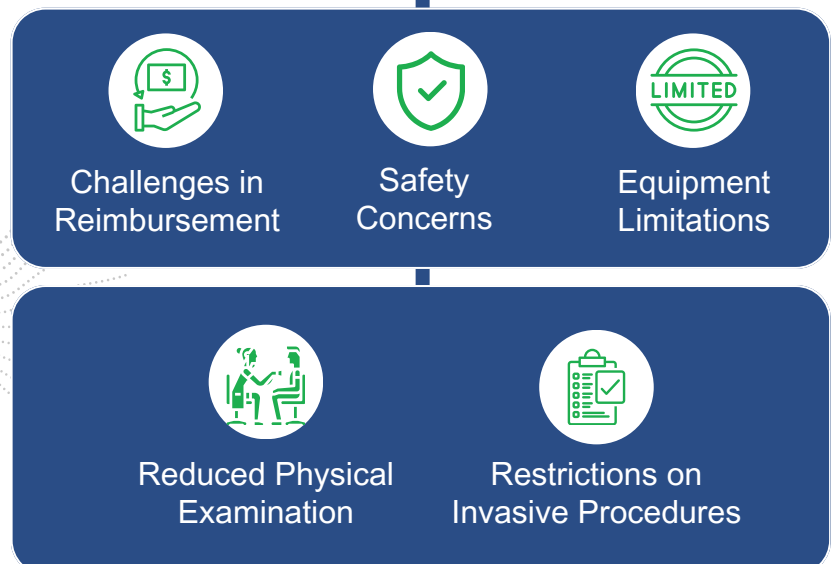 $
LIMITED
Challenges in
Reimbursement
Safety
Concerns
Equipment
Limitations
Reduced Physical
Examination
Restrictions on
Invasive Procedures